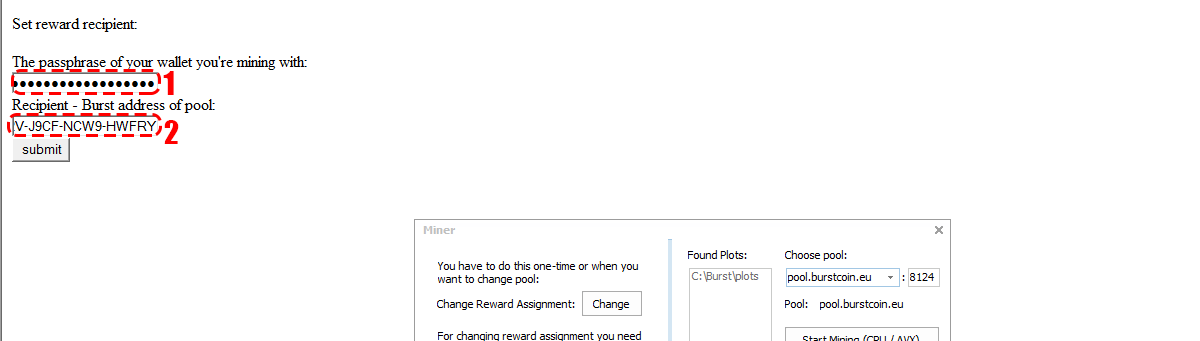 Set reward recipient:
The passphrase of your wallet you're mining with:
•••••••••••••••••• 1
Recipient - Burst address of pool:
V-J9CF-NCW9-HWFRY 2
submit
Miner
You have to do this one-time or when you
want to change pool:
Change Reward Assignment: Change
For changing reward assignment you need
Found Plots:
C:\Burst\plots
Choose pool:
pool.burstcoin.eu : 8124
Pool: pool.burstcoin.eu
Start Mining (CPU / AVX)